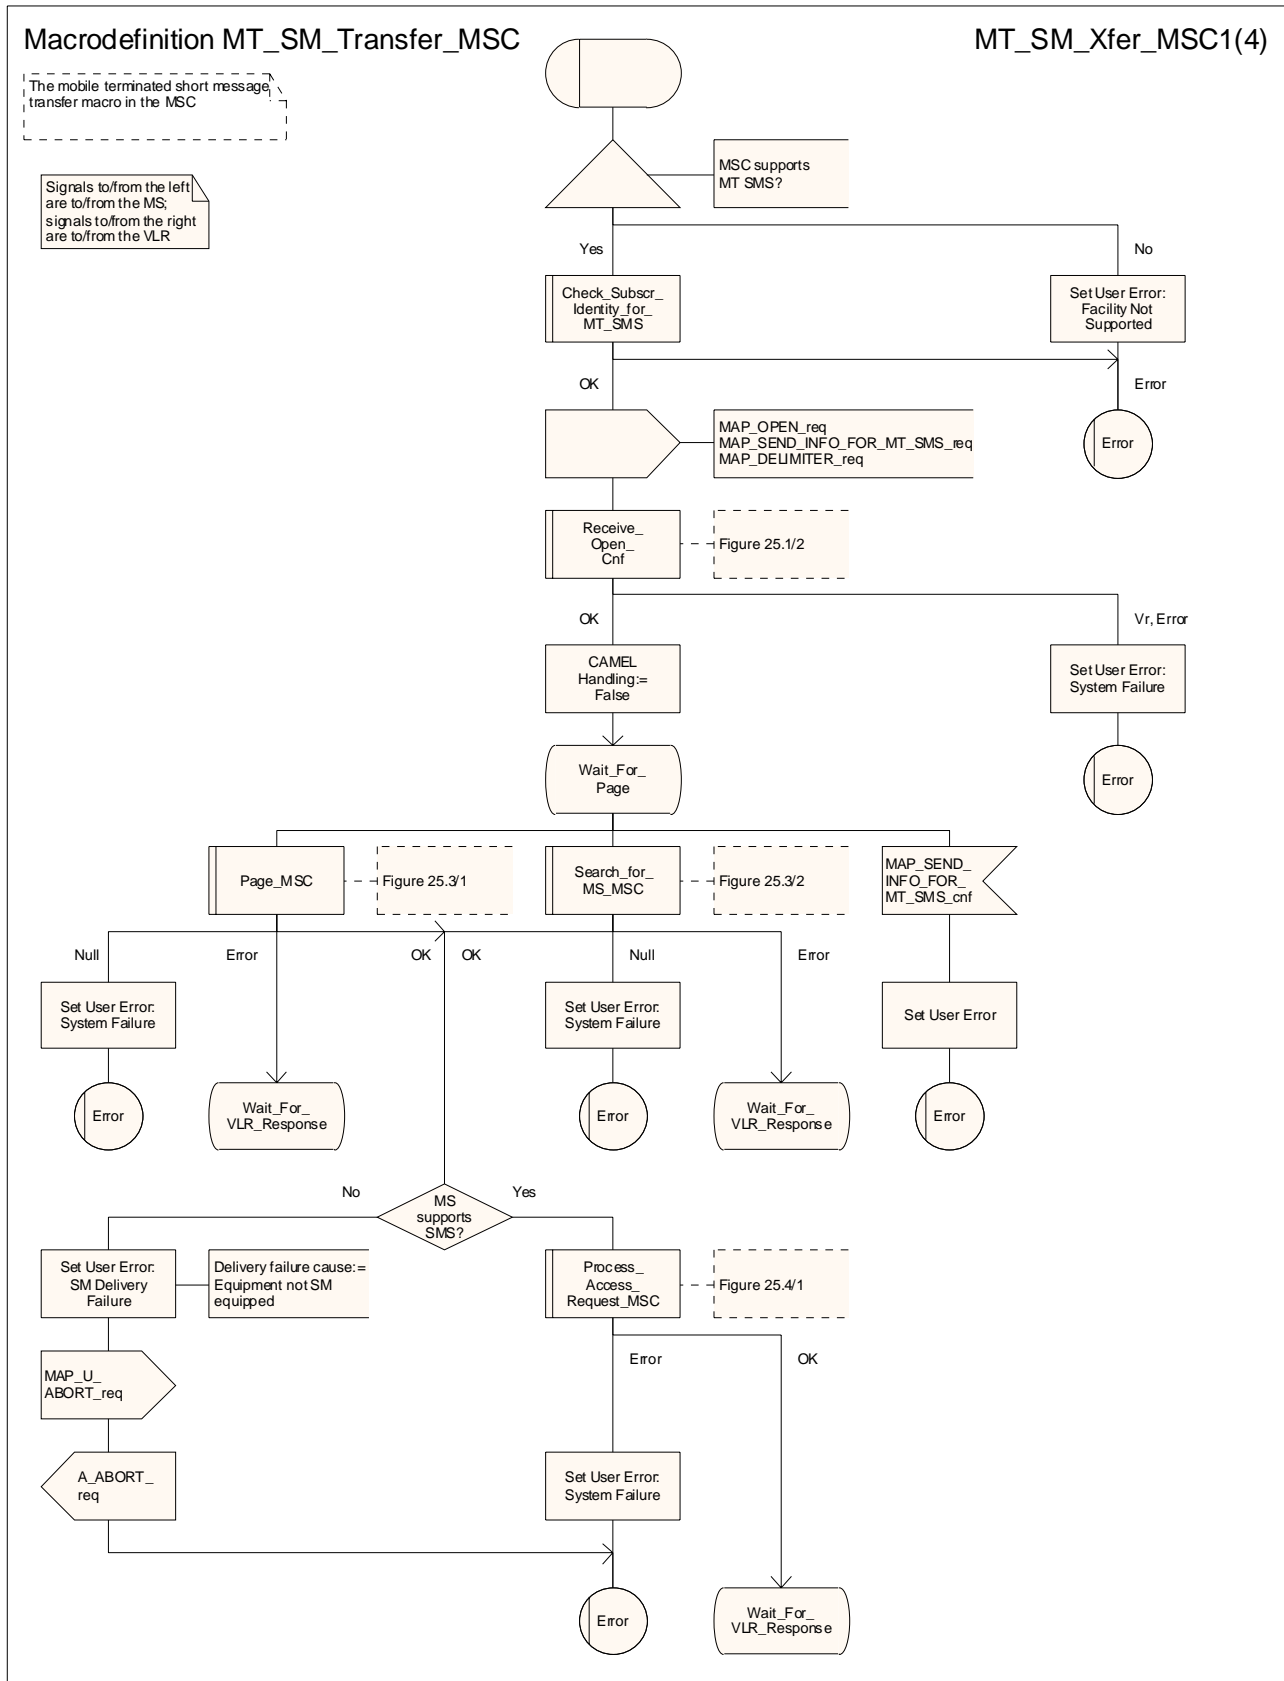 Macrodefinition MT_SM_Transfer_MSC
MT_SM_Xfer_MSC1(4)
The mobile terminated short message
transfer macro in the MSC
Signals to/from the left
are to/from the MS;
signals to/from the right
are to/from the VLR
MSC supports
MT SMS?
Yes
No
Check_Subscr_
Identity_for_
MT_SMS
Set User Error:
Facility Not
Supported
OK
Error
MAP_OPEN_req
MAP_SEND_INFO_FOR_MT_SMS_req
MAP_DELIMITER_req
Error
Receive_
Open_
Cnf
Figure 25.1/2
OK
Vr, Error
CAMEL
Handling:=
False
Set User Error:
System Failure
Wait_For_
Page
Error
Page_MSC
Figure 25.3/1
Search_for_
MS_MSC
Figure 25.3/2
MAP_SEND_
INFO_FOR_
MT_SMS_cnf
Null
Error
OK
OK
Null
Error
Set User Error:
System Failure
Set User Error:
System Failure
Set User Error
Error
Wait_For_
VLR_Response
Error
Wait_For_
VLR_Response
Error
No
MS
supports
SMS?
Yes
Set User Error:
SM Delivery
Failure
Delivery failure cause:=
Equipment not SM
equipped
Process_
Access_
Request_MSC
Figure 25.4/1
Error
OK
MAP_U_
ABORT_req
A_ABORT_
req
Set User Error:
System Failure
Error
Wait_For_
VLR_Response